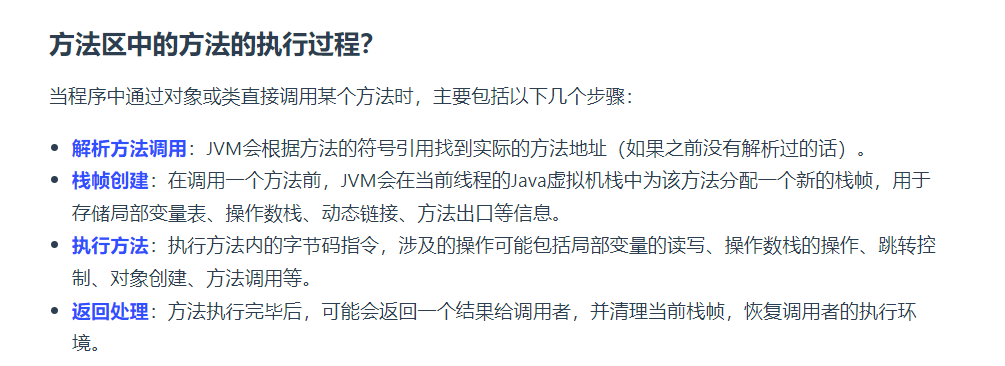 方法区中的方法的执行过程？
当程序中通过对象或类直接调用某个方法时，主要包括以下几个步骤：
• 解析方法调用：JVM会根据方法的符号引用找到实际的方法地址（如果之前没有解析过的话）。
• 栈帧创建：在调用一个方法前，JVM会在当前线程的Java虚拟机栈中为该方法分配一个新的栈帧，用于
存储局部变量表、操作数栈、动态链接、方法出口等信息。
• 执行方法：执行方法内的字节码指令，涉及的操作可能包括局部变量的读写、操作数栈的操作、跳转控
制、对象创建、方法调用等。
• 返回处理：方法执行完毕后，可能会返回一个结果给调用者，并清理当前栈帧，恢复调用者的执行环
境。